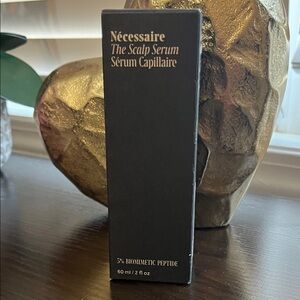 Nécessaire
The Scalp Serum
Sérum Capillaire
5% BIOMIMETIC PEPTIDE
60 ml / 2 fl oz